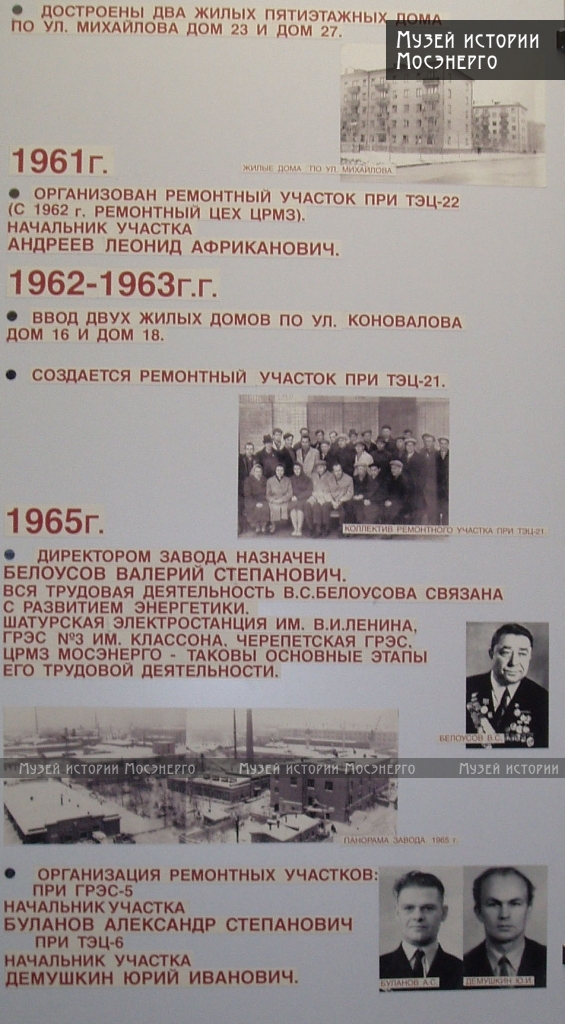 • ДОСТРОЕНЫ ДВА ЖИЛЫХ ПЯТИЭТАЖНЫХ ДОМА
ПО УЛ. МИХАЙЛОВА ДОМ 23 И ДОМ 27.
Музей истории
Мосэнерго
ЖИЛЫЕ ДОМА ПО УЛ. МИХАЙЛОВА
1961г.
• ОРГАНИЗОВАН РЕМОНТНЫЙ УЧАСТОК ПРИ ТЭЦ-22
(С 1962 г. РЕМОНТНЫЙ ЦЕХ ЦРМЗ).
НАЧАЛЬНИК УЧАСТКА
АНДРЕЕВ ЛЕОНИД АФРИКАНОВИЧ.
1962-1963г.г.
• ВВОД ДВУХ ЖИЛЫХ ДОМОВ ПО УЛ. КОНОВАЛОВА
ДОМ 16 И ДОМ 18.
• СОЗДАЕТСЯ РЕМОНТНЫЙ УЧАСТОК ПРИ ТЭЦ-21.
КОЛЛЕКТИВ РЕМОНТНОГО УЧАСТКА ПРИ ТЭЦ-21.
1965г.
• ДИРЕКТОРОМ ЗАВОДА НАЗНАЧЕН
БЕЛОУСОВ ВАЛЕРИЙ СТЕПАНОВИЧ.
ВСЯ ТРУДОВАЯ ДЕЯТЕЛЬНОСТЬ В.С.БЕЛОУСОВА СВЯЗАНА
С РАЗВИТИЕМ ЭНЕРГЕТИКИ.
ШАТУРСКАЯ ЭЛЕКТРОСТАНЦИЯ ИМ. В.И.ЛЕНИНА,
ГРЭС №3 ИМ. КЛАССОНА, ЧЕРЕПЕТСКАЯ ГРЭС,
ЦРМЗ МОСЭНЕРГО - ТАКОВЫ ОСНОВНЫЕ ЭТАПЫ
ЕГО ТРУДОВОЙ ДЕЯТЕЛЬНОСТИ.
БЕЛОУСОВ В.С.
Музей истории Мосэнерго Музей истории Мосэнерго Музей истории
ПАНОРАМА ЗАВОДА. 1965 г.
• ОРГАНИЗАЦИЯ РЕМОНТНЫХ УЧАСТКОВ:
ПРИ ГРЭС-5
НАЧАЛЬНИК УЧАСТКА
БУЛАНОВ АЛЕКСАНДР СТЕПАНОВИЧ
ПРИ ТЭЦ-6
НАЧАЛЬНИК УЧАСТКА
ДЕМУШКИН ЮРИЙ ИВАНОВИЧ.
БУЛАНОВ А.С.
ДЕМУШКИН Ю.И.